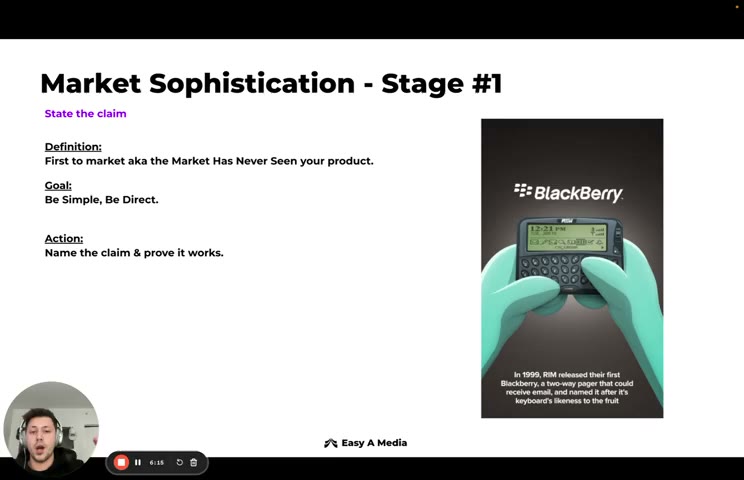 Market Sophistication - Stage #1
State the claim
Definition:
First to market aka the Market Has Never Seen your product.
Goal:
Be Simple, Be Direct.
Action:
Name the claim & prove it works.
BlackBerry
RIM
12:21 PM
In 1999, RIM released their first
Blackberry, a two-way pager that could
receive email, and named it after it's
keyboard's likeness to the fruit
Easy A Media
6:15